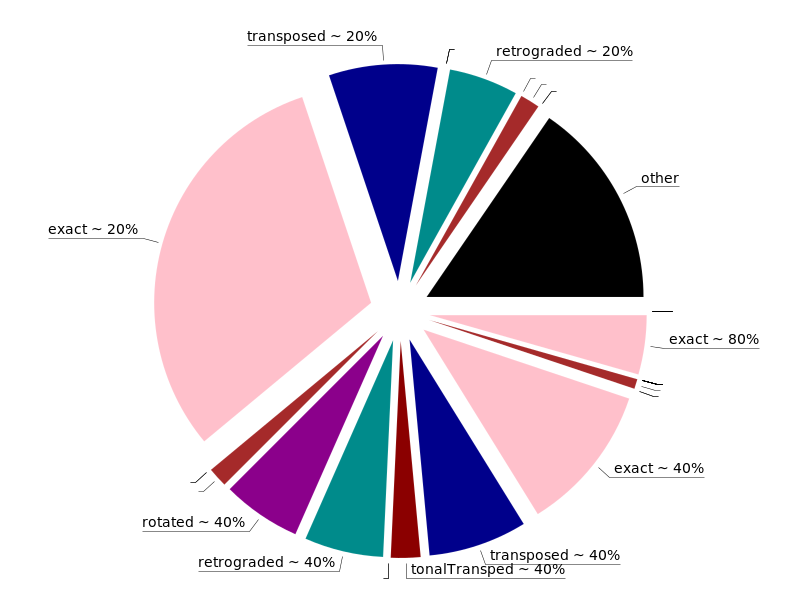 transposed ~ 20%
retrograded ~ 20%
other
exact ~ 20%
exact ~ 80%
exact ~ 40%
rotated ~ 40%
transposed ~ 40%
retrograded ~ 40%
tonalTransped ~ 40%